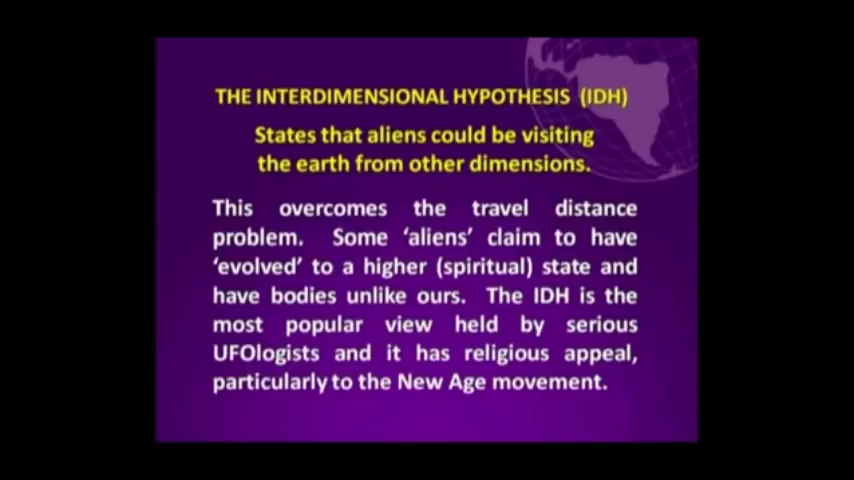 THE INTERDIMENSIONAL HYPOTHESIS (IDH)
States that aliens could be visiting
the earth from other dimensions.
This overcomes the travel distance
problem. Some ‘aliens’ claim to have
‘evolved’ to a higher (spiritual) state and
have bodies unlike ours. The IDH is the
most popular view held by serious
UFOlogists and it has religious appeal,
particularly to the New Age movement.